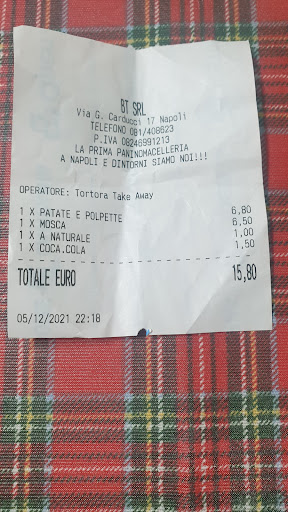 BT SRL
Via G. Carducci 17 Napoli
TELEFONO 081/408623
P.IVA 08246991213
LA PRIMA PANINOMACELLERIA
A NAPOLI E DINTORNI SIAMO NOI!!!
OPERATORE: Tortora Take Away
1 X PATATE E POLPETTE 6,80
1 X MOSCA 6,50
1 X A NATURALE 1,00
1 X COCA.COLA 1,50
TOTALE EURO 15,80
05/12/2021 22:18